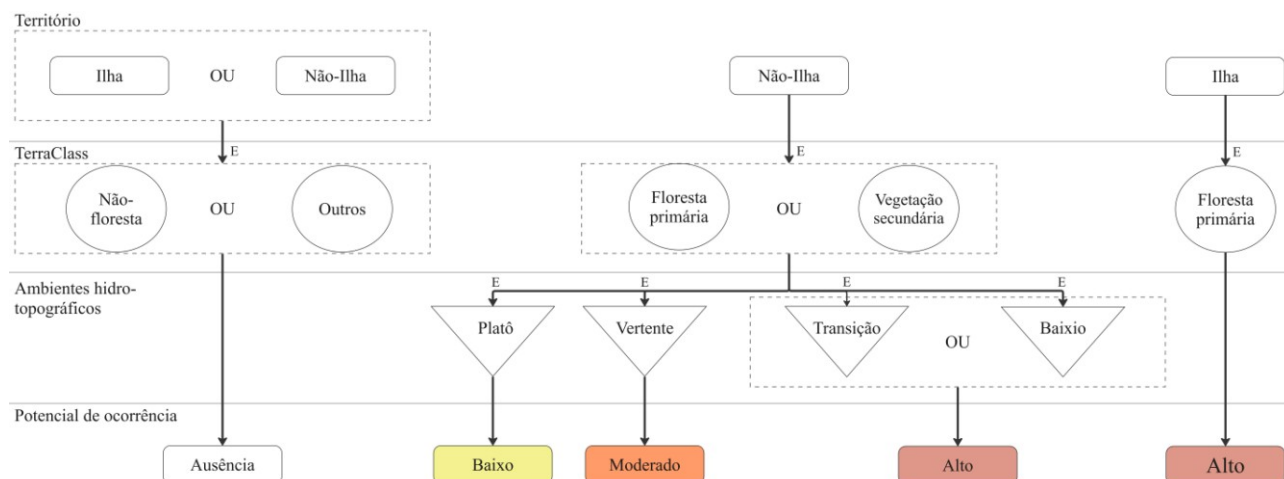 Território
Ilha
OU
Não-Ilha
Não-Ilha
Ilha
E
E
E
TerraClass
Não-
floresta
OU
Outros
Floresta
primária
OU
Vegetação
secundária
Floresta
primária
Ambientes hidro-
topográficos
E
E
E
E
Platô
Vertente
Transição
OU
Baixio
Potencial de ocorrência
Ausência
Baixo
Moderado
Alto
Alto